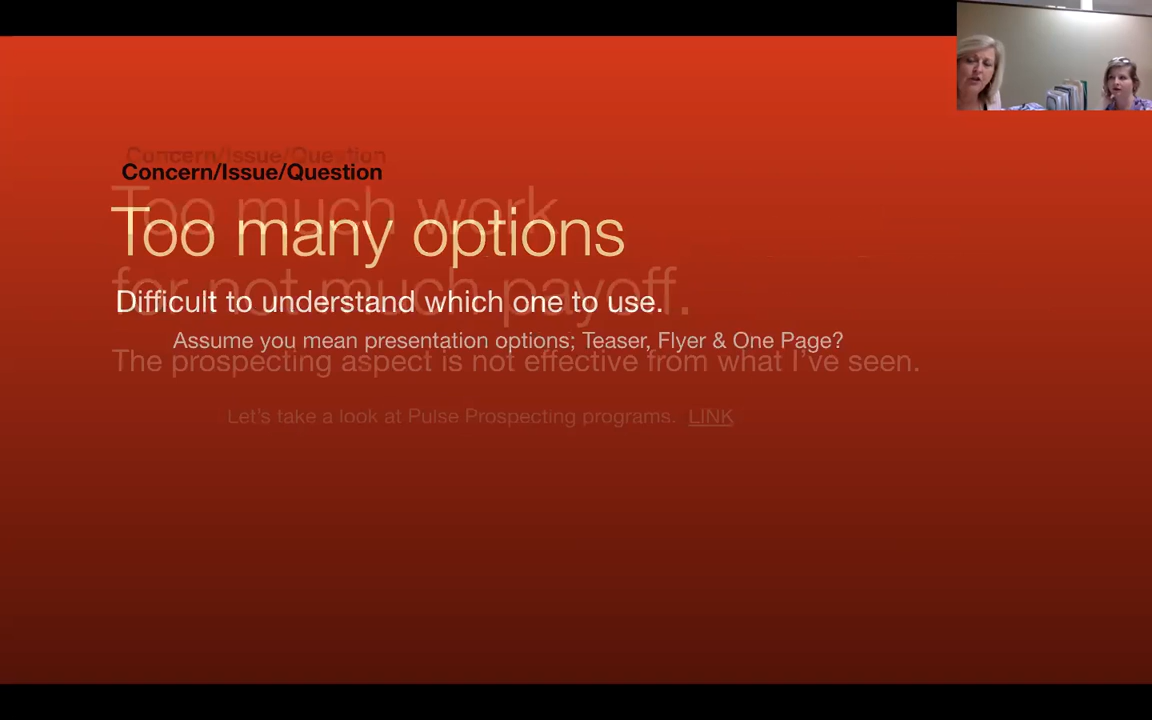 Concern/Issue/Question
Concern/Issue/Question
Too much work
Too many options
for not much payoff.
Difficult to understand which one to use.
Assume you mean presentation options; Teaser, Flyer & One Page?
The prospecting aspect is not effective from what I've seen.
Let's take a look at Pulse Prospecting programs. LINK